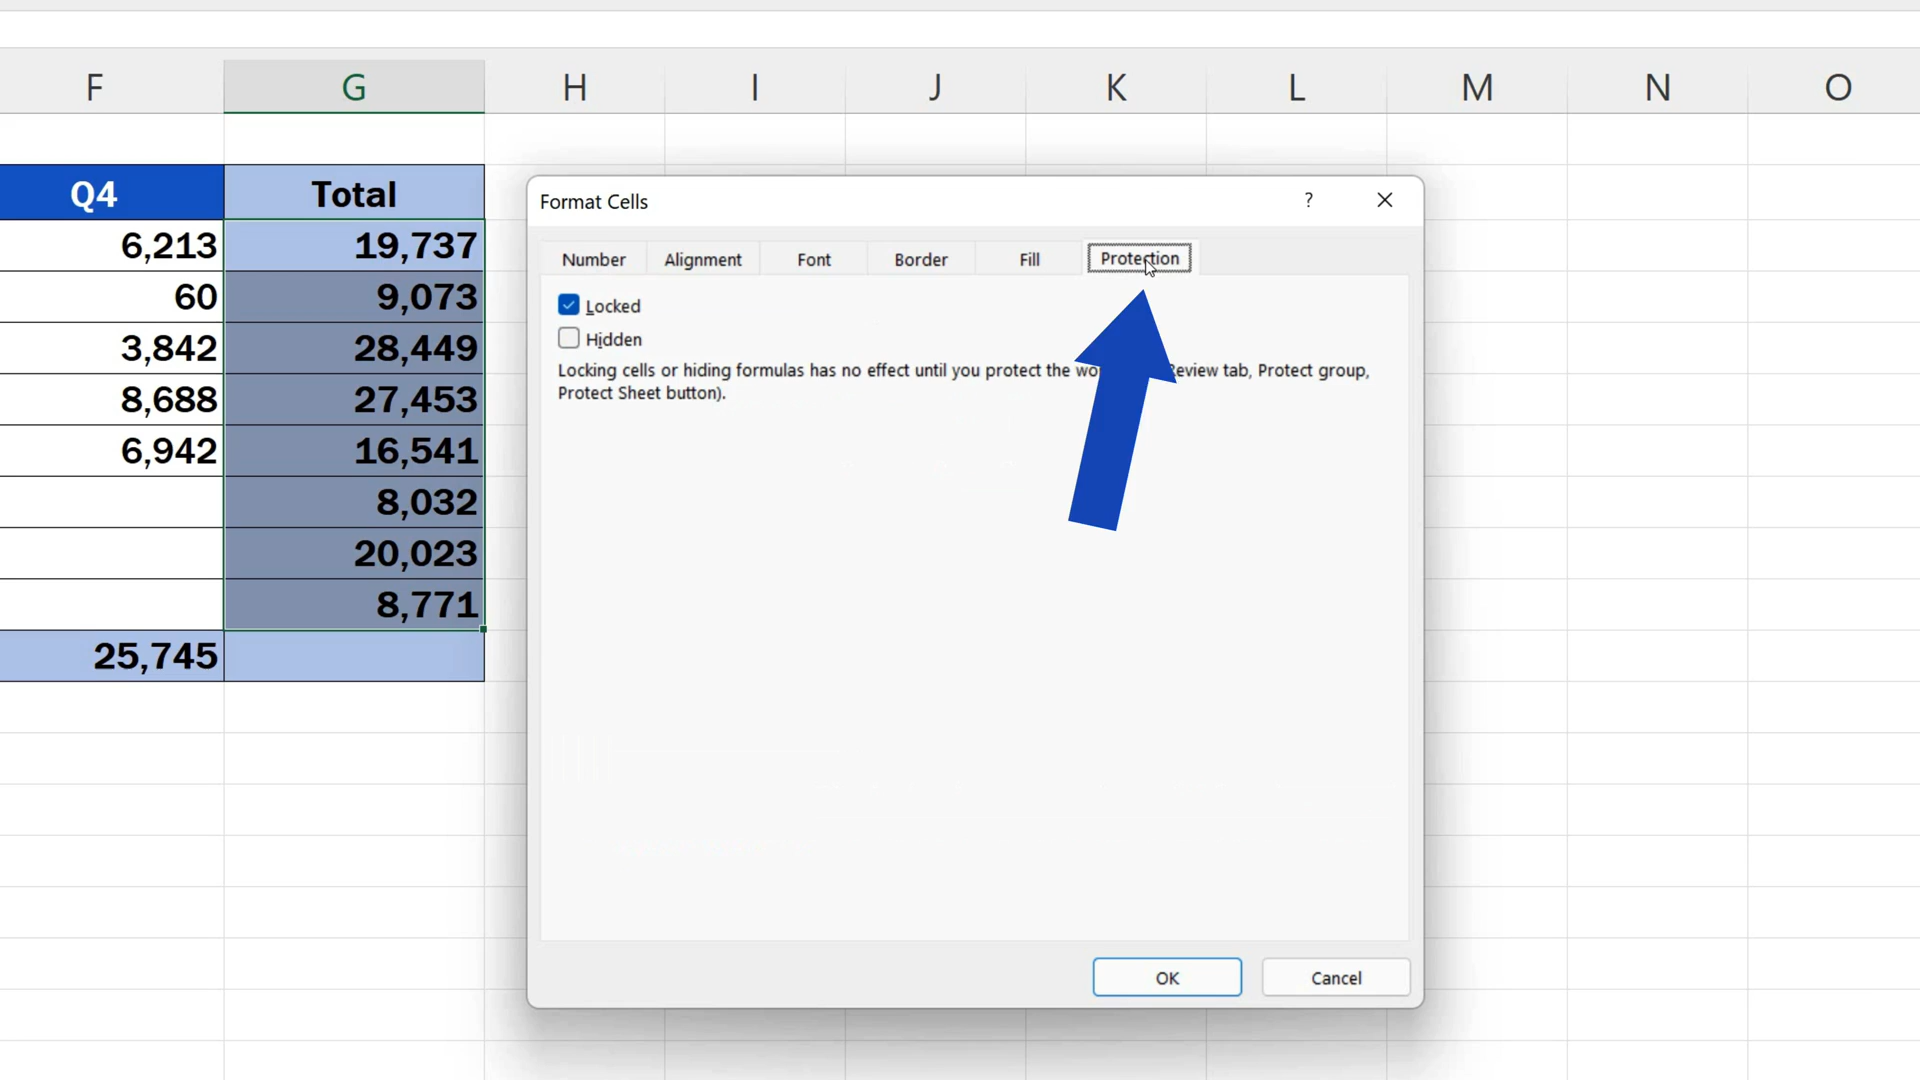 F G H I J K L M N O
Q4 Total
6,213 19,737
60 9,073
3,842 28,449
8,688 27,453
6,942 16,541
8,032
20,023
8,771
25,745
Format Cells ?
Number Alignment Font Border Fill Protection
Locked
Hidden
Locking cells or hiding formulas has no effect until you protect the Review tab, Protect group,
Protect Sheet button).
OK Cancel